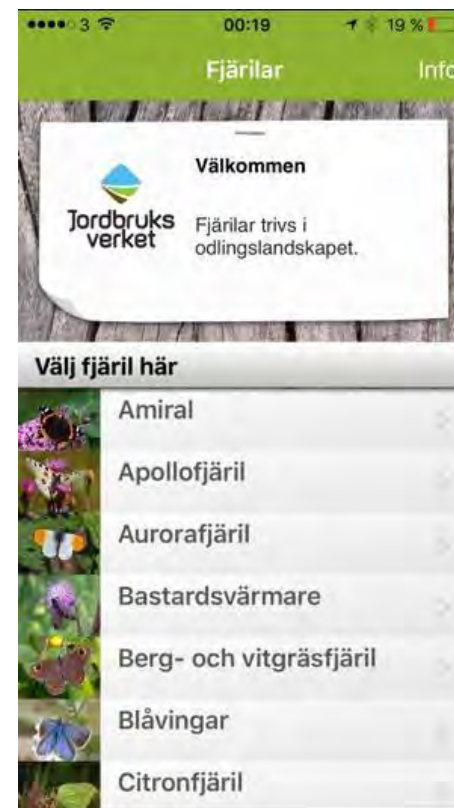 3 00:19 19 %
Fjärilar Info
Välkommen
Jordbruks
verket
Fjärilar trivs i
odlingslandskapet.
Välj fjäril här
Amiral
Apollofjäril
Aurorafjäril
Bastardsvärmare
Berg- och vitgräsfjäril
Blåvingar
Citronfjäril